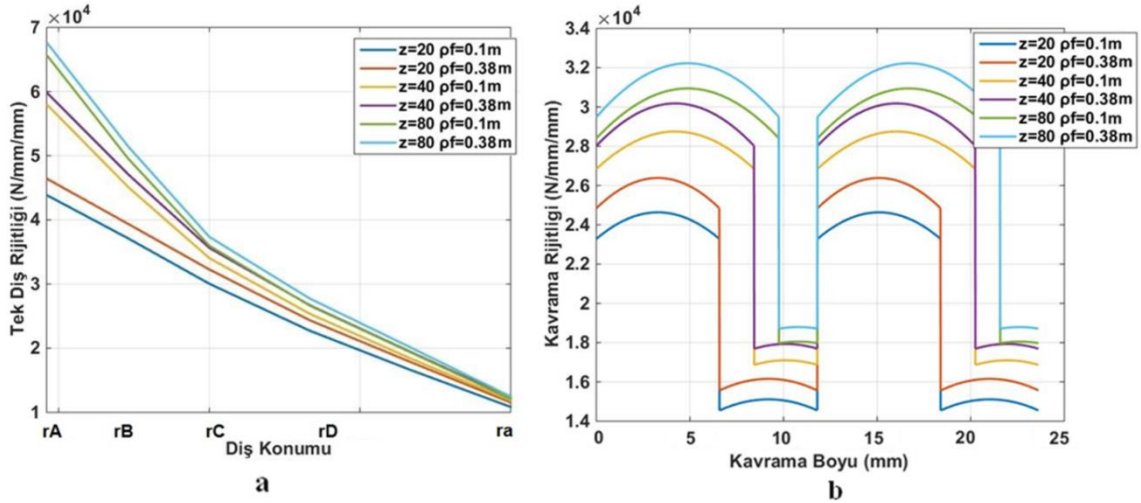 ×10⁴
7
6
5
4
3
2
1
Tek Diş Rijitliği (N/mm/mm)
z=20 ρf=0.1m
z=20 ρf=0.38m
z=40 ρf=0.1m
z=40 ρf=0.38m
z=80 ρf=0.1m
z=80 ρf=0.38m
rA rB rC rD ra
Diş Konumu
a
×10⁴
3.4
3.2
3
2.8
2.6
2.4
2.2
2
1.8
1.6
1.4
Kavrama Rijitligi (N/mm/mm)
z=20 ρf=0.1m
z=20 ρf=0.38m
z=40 ρf=0.1m
z=40 ρf=0.38m
z=80 ρf=0.1m
z=80 ρf=0.38m
0 5 10 15 20 25
Kavrama Boyu (mm)
b